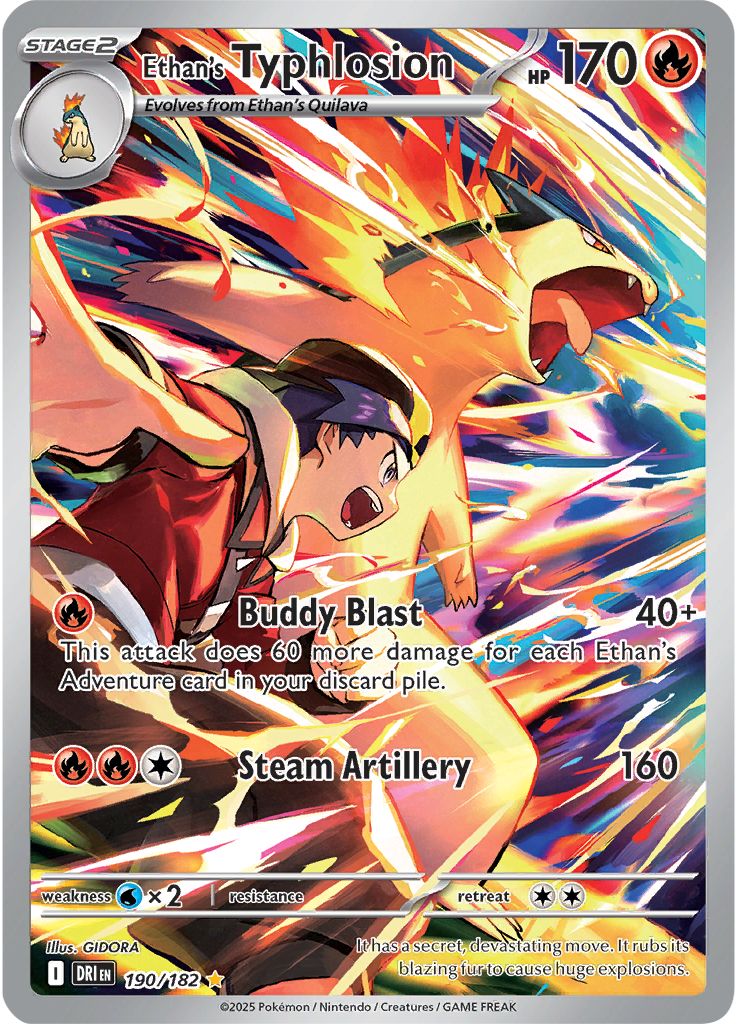 STAGE2
Ethan's Typhlosion HP 170
Evolves from Ethan's Quilava
Buddy Blast 40+
This attack does 60 more damage for each Ethan's
Adventure card in your discard pile.
Steam Artillery 160
weakness ×2 resistance retreat
Illus. GIDORA
It has a secret, devastating move. It rubs its
blazing fur to cause huge explosions.
I DRI EN 190/182
©2025 Pokémon / Nintendo / Creatures / GAME FREAK